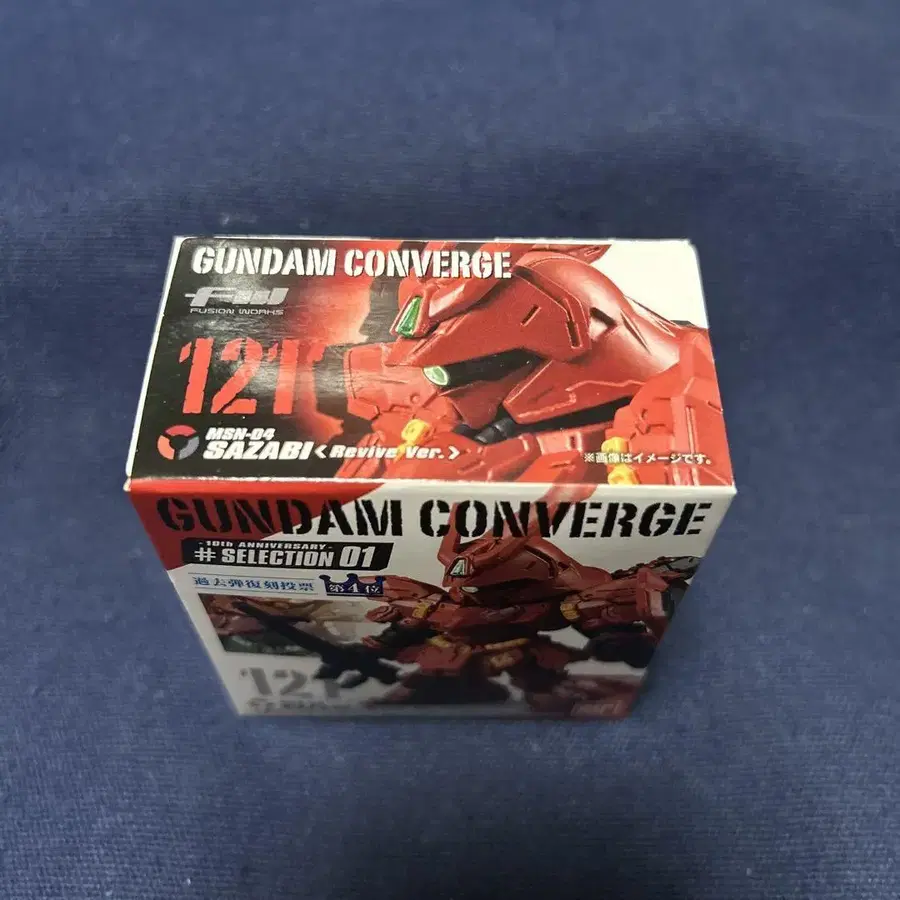 GUNDAM CONVERGE
FW
FUSION WORKS
121
MSN-04
SAZABI <Revive Ver.>
※画像はイメージです。
GUNDAM CONVERGE
-10th ANNIVERSARY-
# SELECTION 01
過去弾復刻投票
第4位
121